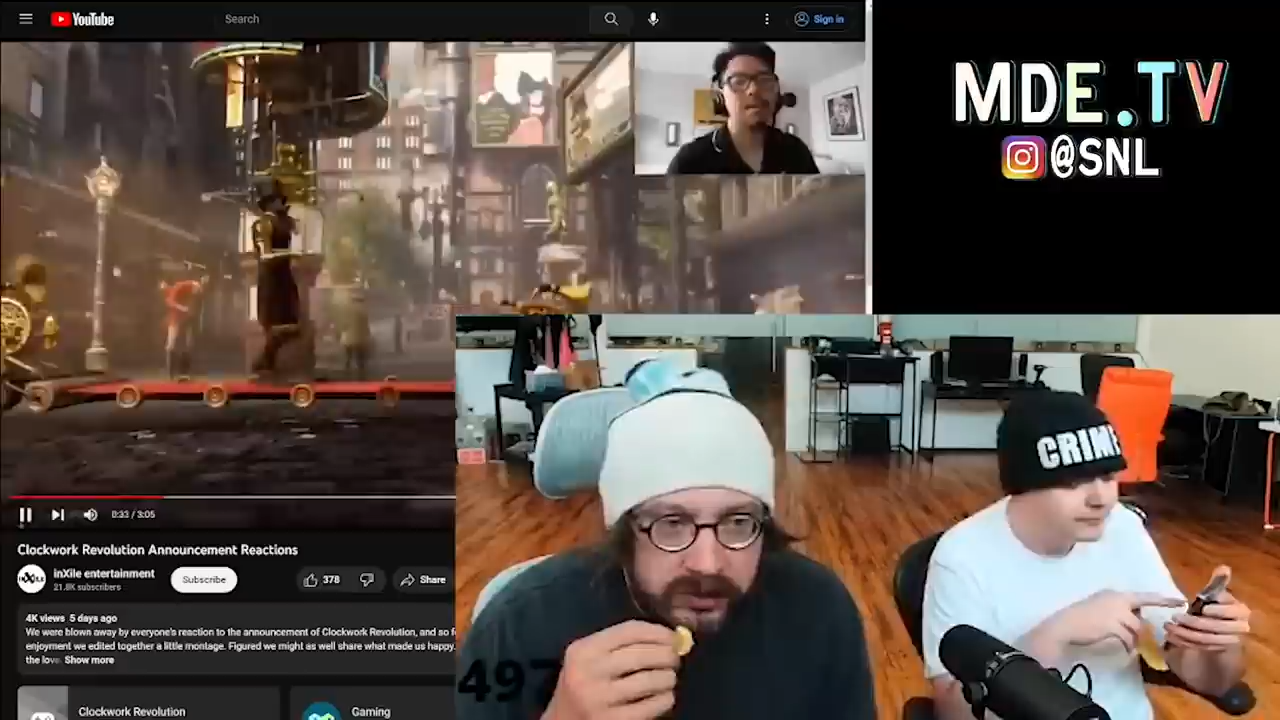 YouTube
Search
Sign in
MDE.TV
@SNL
0:33 / 3:05
Clockwork Revolution Announcement Reactions
inXile entertainment
21.8K subscribers
Subscribe
378
Share
4K views 5 days ago
We were blown away by everyone's reaction to the announcement of Clockwork Revolution, and so f
enjoyment we edited together a little montage. Figured we might as well share what made us happy.
the love Show more
Clockwork Revolution
Gaming
CRIM
497